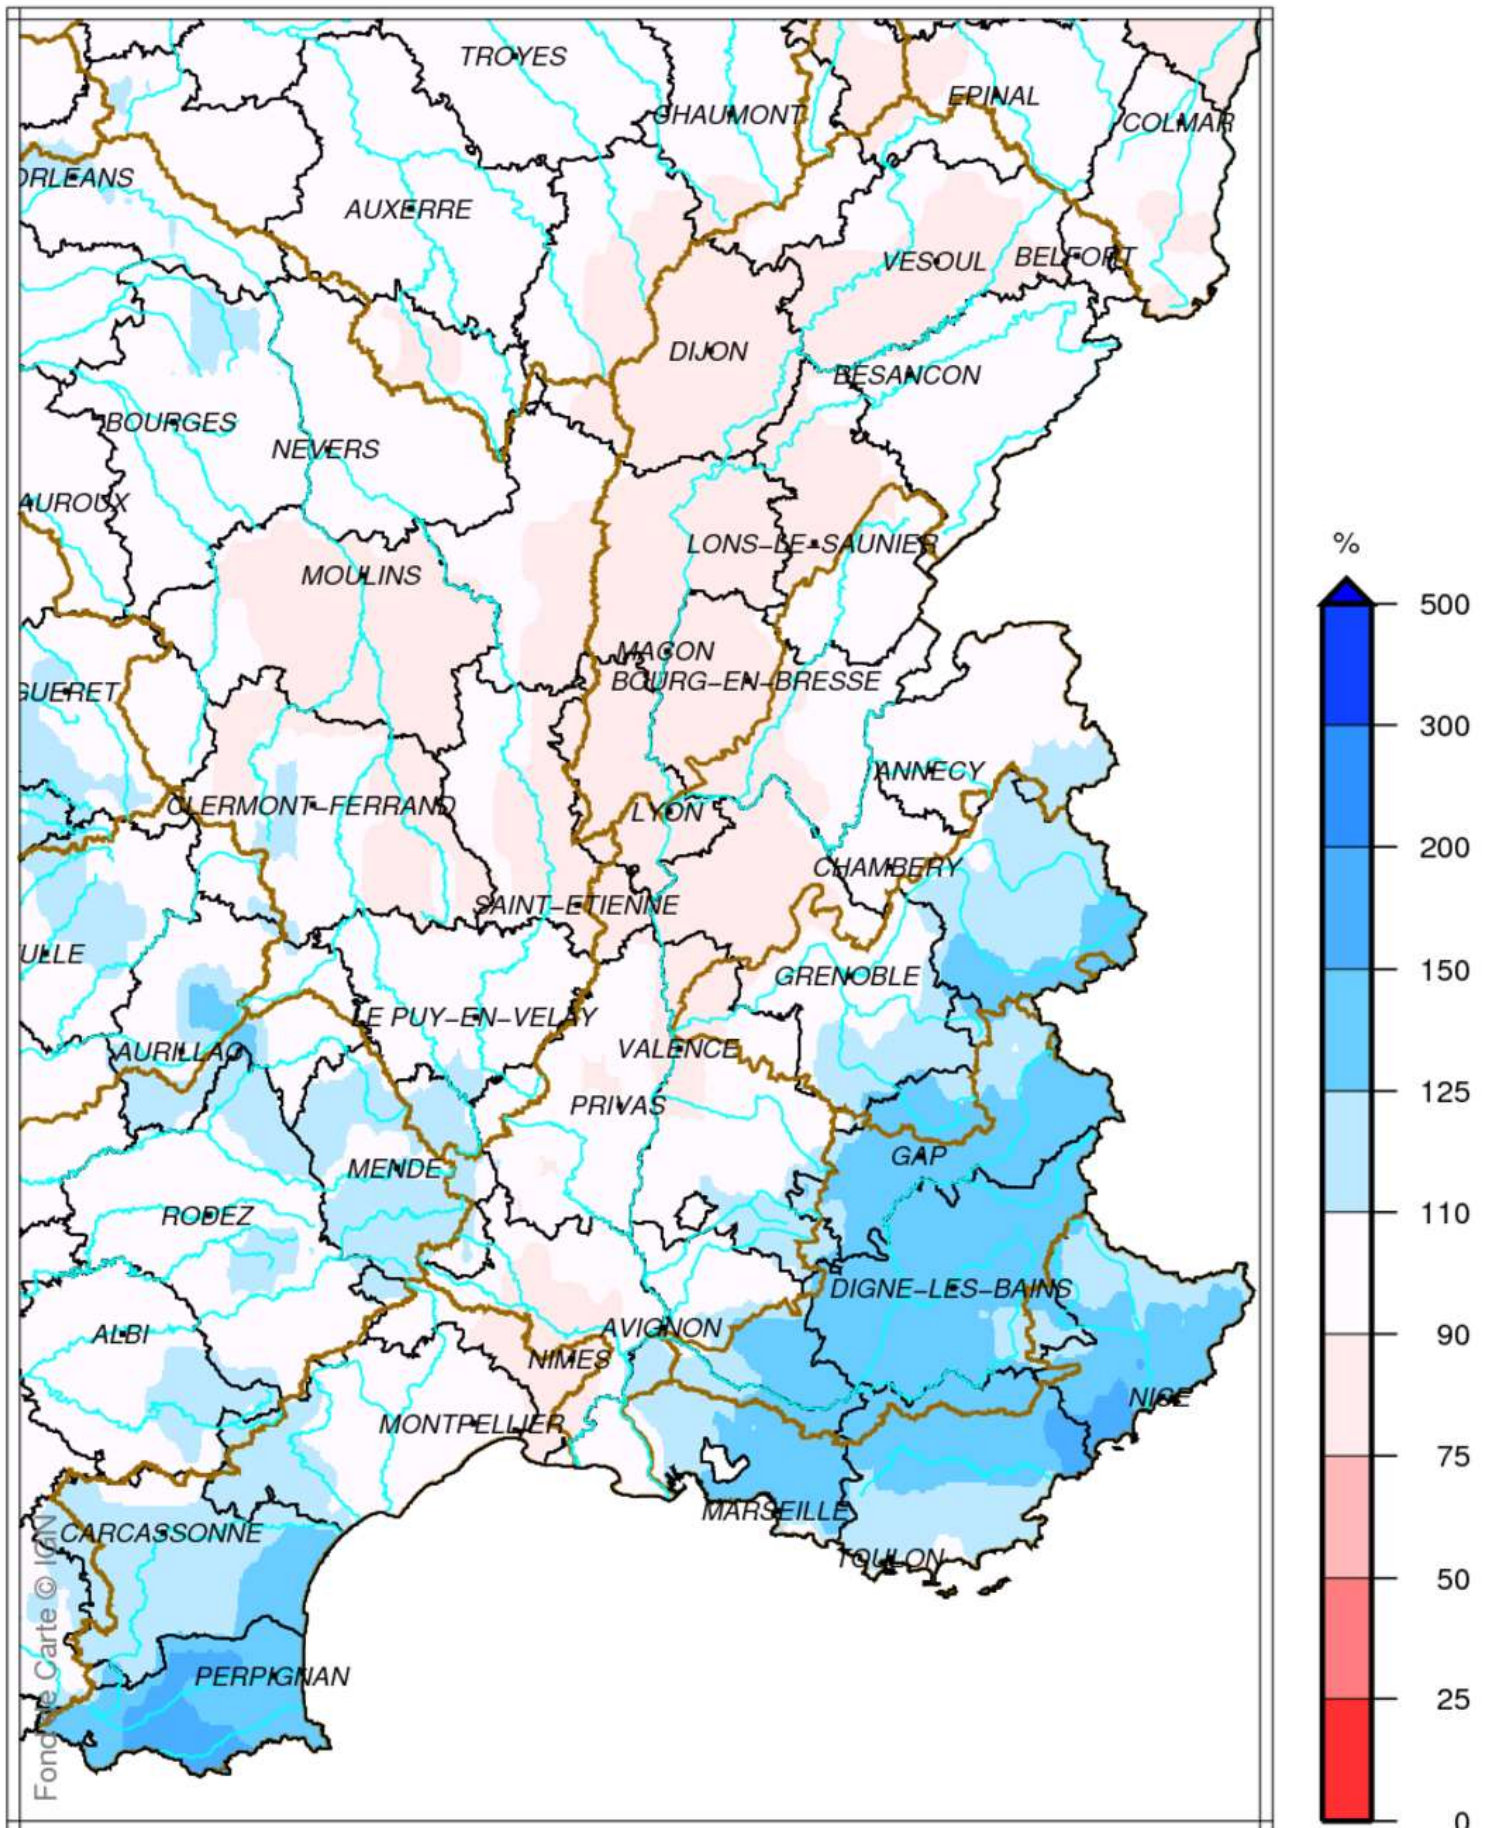 TROYES
EPINAL
CHAUMONT
COLMAR
ORLEANS
AUXERRE
VESOUL
BELFORT
DIJON
BESANCON
BOURGES
NEVERS
AUROUX
LONS-LE-SAUNIER
%
MOULINS
500
MACON
BOURG-EN-BRESSE
GUERET
300
ANNECY
CLERMONT-FERRAND
LYON
200
CHAMBERY
SAINT-ETIENNE
ULLE
150
GRENOBLE
LE PUY-EN-VELAY
AURILLAC
VALENCE
125
PRIVAS
GAP
MENDE
RODEZ
110
DIGNE-LES-BAINS
ALBI
AVIGNON
90
NIMES
NICE
MONTPELLIER
75
MARSEILLE
CARCASSONNE
TOULON
50
PERPIGNAN
25
Fond de Carte © IGN
0